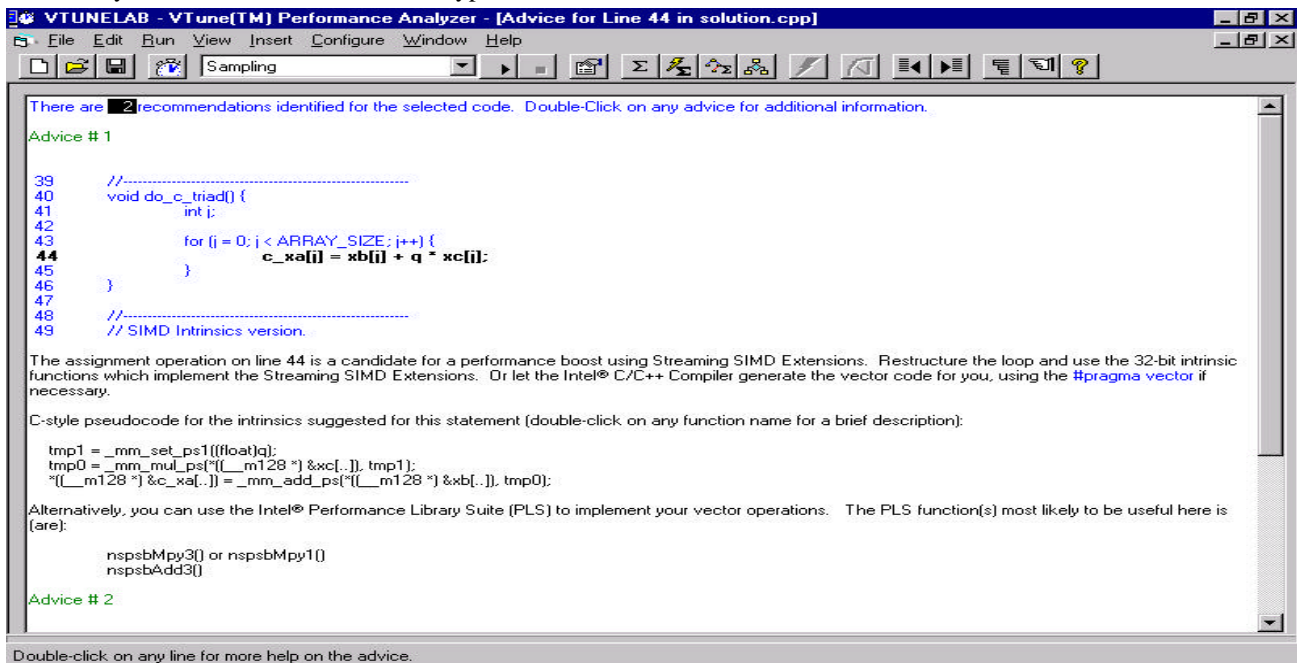 VTUNELAB - VTune(TM) Performance Analyzer - [Advice for Line 44 in solution.cpp]
File Edit Run View Insert Configure Window Help
Sampling
There are 2 recommendations identified for the selected code. Double-Click on any advice for additional information.
Advice # 1
39 //---------------------------------------------------------
40 void do_c_triad() {
41 int j;
42
43 for (j = 0; j < ARRAY_SIZE; j++) {
44 c_xa[j] = xb[j] + q * xc[j];
45 }
46 }
47
48 //---------------------------------------------------------
49 // SIMD Intrinsics version.
The assignment operation on line 44 is a candidate for a performance boost using Streaming SIMD Extensions. Restructure the loop and use the 32-bit intrinsic
functions which implement the Streaming SIMD Extensions. Or let the Intel® C/C++ Compiler generate the vector code for you, using the #pragma vector if
necessary.
C-style pseudocode for the intrinsics suggested for this statement (double-click on any function name for a brief description):
tmp1 = _mm_set_ps1((float)q);
tmp0 = _mm_mul_ps(*((__m128 *) &xc[..]), tmp1);
*((__m128 *) &c_xa[..]) = _mm_add_ps(*((__m128 *) &xb[..]), tmp0);
Alternatively, you can use the Intel® Performance Library Suite (PLS) to implement your vector operations. The PLS function(s) most likely to be useful here is
(are):
nspsbMpy3() or nspsbMpy1()
nspsbAdd3()
Advice # 2
Double-click on any line for more help on the advice.